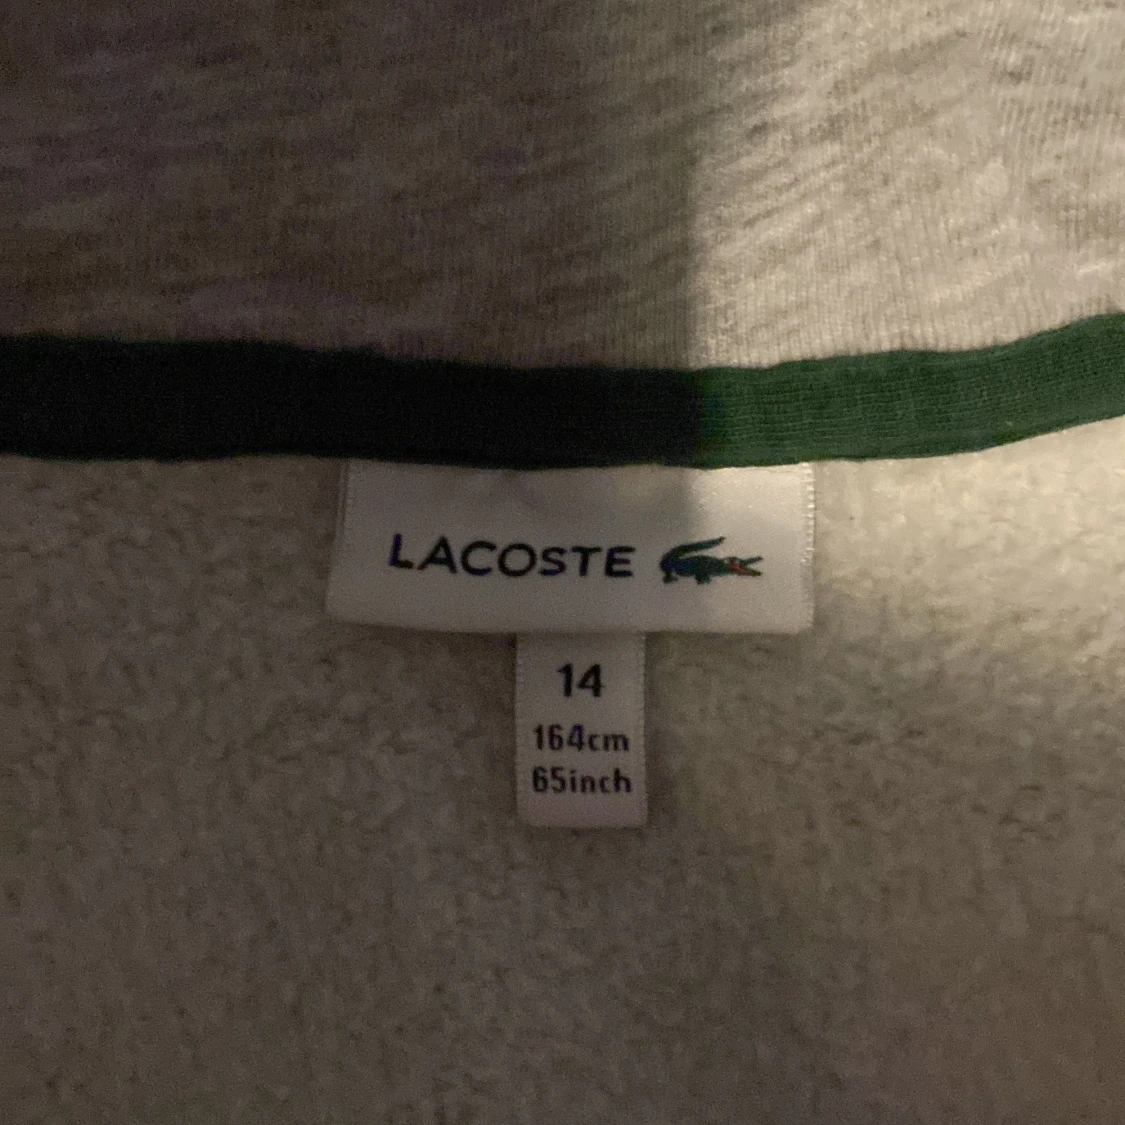 LACOSTE
14
164cm
65inch